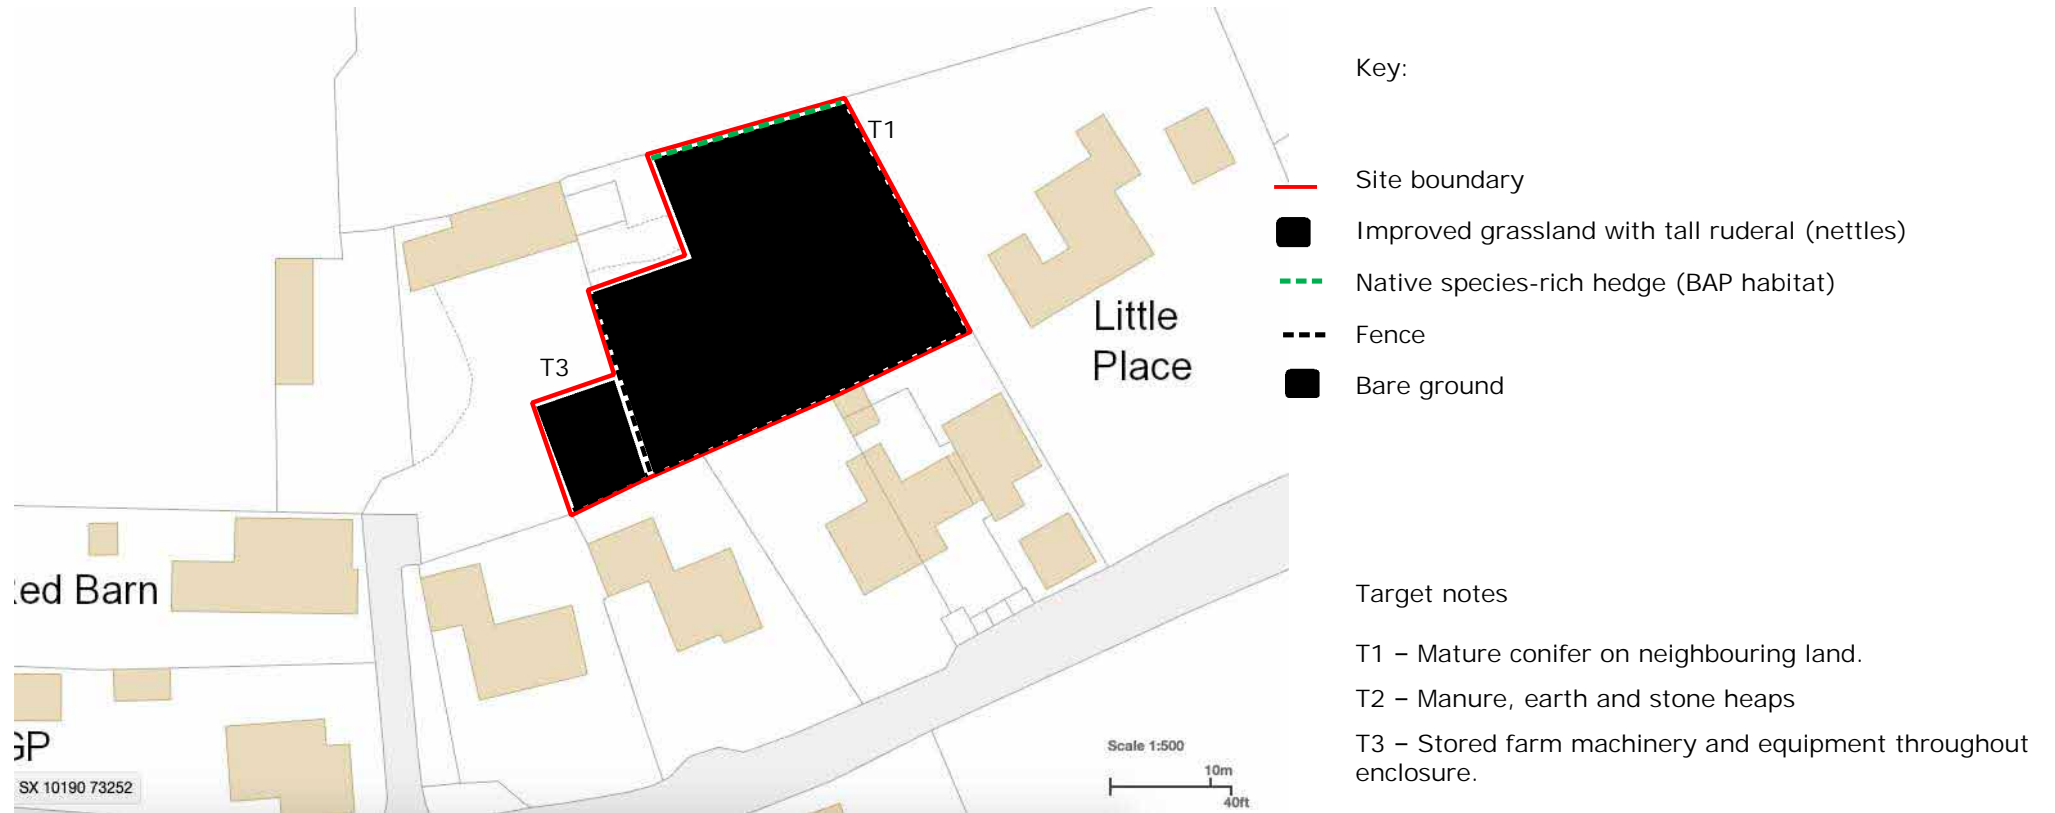 T1
T3
Little
Place
ed Barn
GP
SX 10190 73252
Scale 1:500
10m
40ft
Key:
Site boundary
Improved grassland with tall ruderal (nettles)
Native species-rich hedge (BAP habitat)
Fence
Bare ground
Target notes
T1 – Mature conifer on neighbouring land.
T2 – Manure, earth and stone heaps
T3 – Stored farm machinery and equipment throughout
enclosure.